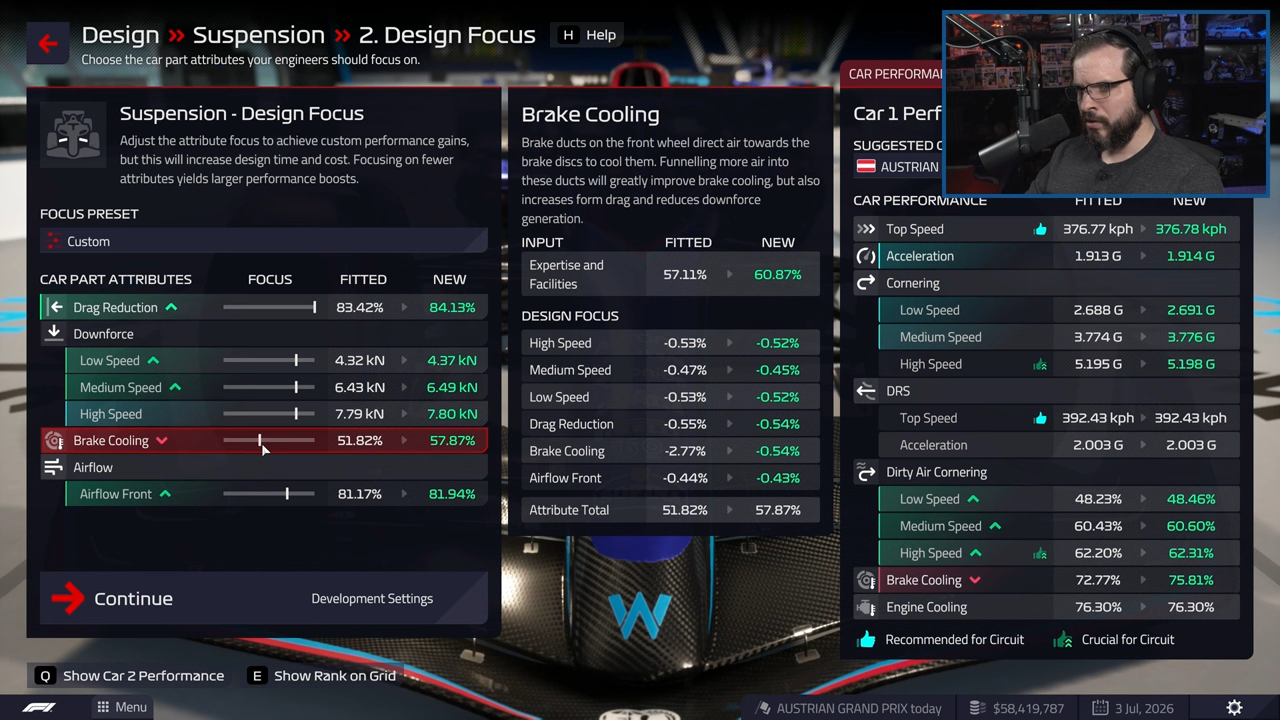 Design » Suspension » 2. Design Focus H Help
Choose the car part attributes your engineers should focus on.
Suspension - Design Focus
Adjust the attribute focus to achieve custom performance gains,
but this will increase design time and cost. Focusing on fewer
attributes yields larger performance boosts.
FOCUS PRESET
Custom
CAR PART ATTRIBUTES FOCUS FITTED NEW
Drag Reduction 83.42% 84.13%
Downforce
Low Speed 4.32 kN 4.37 kN
Medium Speed 6.43 kN 6.49 kN
High Speed 7.79 kN 7.80 kN
Brake Cooling 51.82% 57.87%
Airflow
Airflow Front 81.17% 81.94%
Continue Development Settings
Brake Cooling
Brake ducts on the front wheel direct air towards the
brake discs to cool them. Funnelling more air into
these ducts will greatly improve brake cooling, but also
increases form drag and reduces downforce
generation.
INPUT FITTED NEW
Expertise and
Facilities 57.11% 60.87%
DESIGN FOCUS
High Speed -0.53% -0.52%
Medium Speed -0.47% -0.45%
Low Speed -0.53% -0.52%
Drag Reduction -0.55% -0.54%
Brake Cooling -2.77% -0.54%
Airflow Front -0.44% -0.43%
Attribute Total 51.82% 57.87%
CAR PERFORMA
Car 1 Perf
SUGGESTED
AUSTRIAN
CAR PERFORMANCE FITTED NEW
Top Speed 376.77 kph 376.78 kph
Acceleration 1.913 G 1.914 G
Cornering
Low Speed 2.688 G 2.691 G
Medium Speed 3.774 G 3.776 G
High Speed 5.195 G 5.198 G
DRS
Top Speed 392.43 kph 392.43 kph
Acceleration 2.003 G 2.003 G
Dirty Air Cornering
Low Speed 48.23% 48.46%
Medium Speed 60.43% 60.60%
High Speed 62.20% 62.31%
Brake Cooling 72.77% 75.81%
Engine Cooling 76.30% 76.30%
Recommended for Circuit Crucial for Circuit
Q Show Car 2 Performance E Show Rank on Grid
F1 Menu AUSTRIAN GRAND PRIX today $58,419,787 3 Jul, 2026